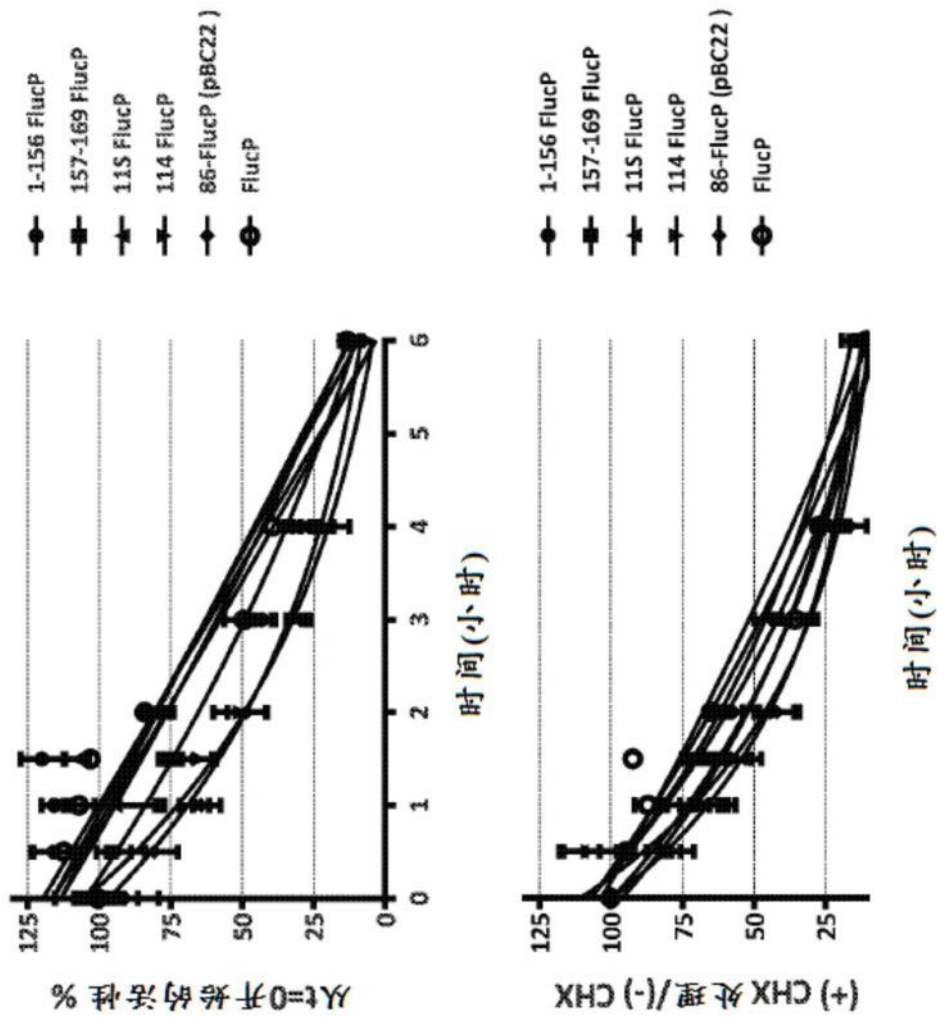 从t=0开始的活性 %
125
100
75
50
25
0
0 1 2 3 4 5 6
时间(小时)
1-156 FlucP
157-169 FlucP
115 FlucP
114 FlucP
86-FlucP (pBC22 )
FlucP
(+) CHX 处理/(-) CHX
125
100
75
50
25
时间(小时)
1-156 FlucP
157-169 FlucP
115 FlucP
114 FlucP
86-FlucP (pBC22 )
FlucP